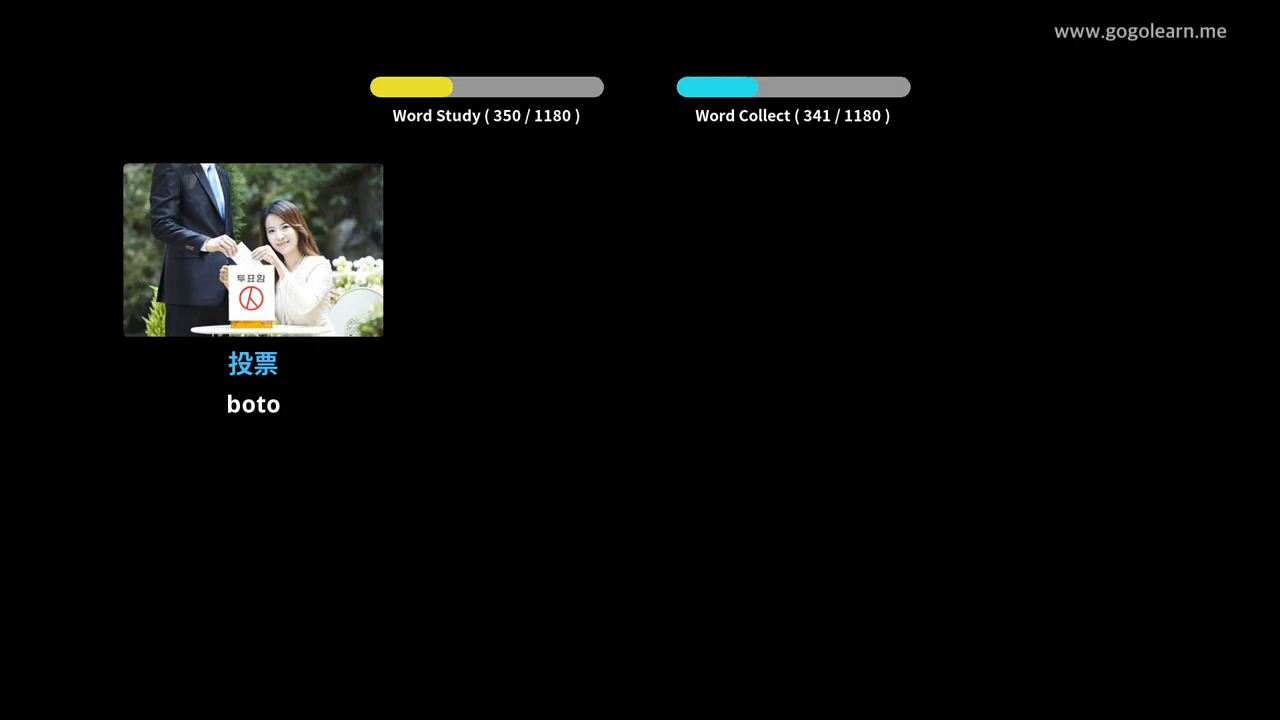 www.gogolearn.me
Word Study ( 350 / 1180 )
Word Collect ( 341 / 1180 )
투표함
投票
boto